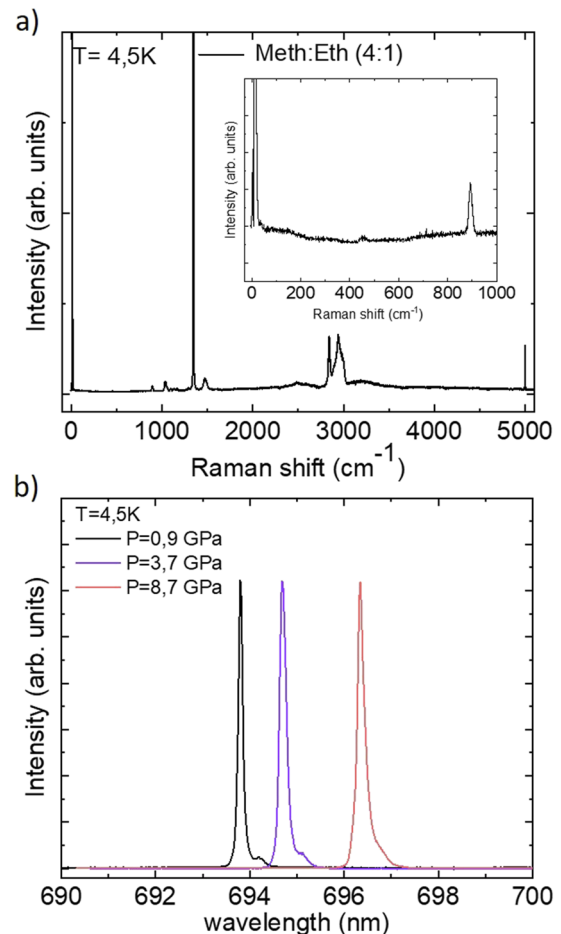 a)
T= 4,5K
Meth:Eth (4:1)
Intensity (arb. units)
Intensity (arb. units)
0 200 400 600 800 1000
Raman shift (cm-1)
0 1000 2000 3000 4000 5000
Raman shift (cm-1)
b)
T=4,5K
P=0,9 GPa
P=3,7 GPa
P=8,7 GPa
Intensity (arb. units)
690 692 694 696 698 700
wavelength (nm)